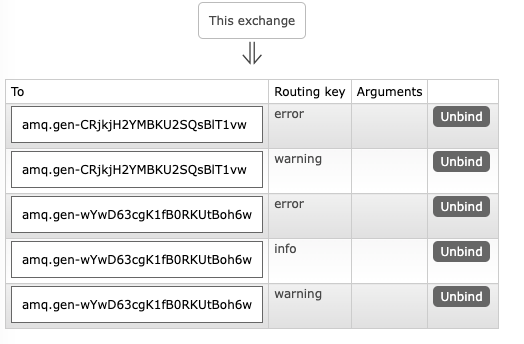 This exchange
To Routing key Arguments
amq.gen-CRjkjH2YMBKU2SQsBlT1vw error Unbind
amq.gen-CRjkjH2YMBKU2SQsBlT1vw warning Unbind
amq.gen-wYwD63cgK1fB0RKUtBoh6w error Unbind
amq.gen-wYwD63cgK1fB0RKUtBoh6w info Unbind
amq.gen-wYwD63cgK1fB0RKUtBoh6w warning Unbind